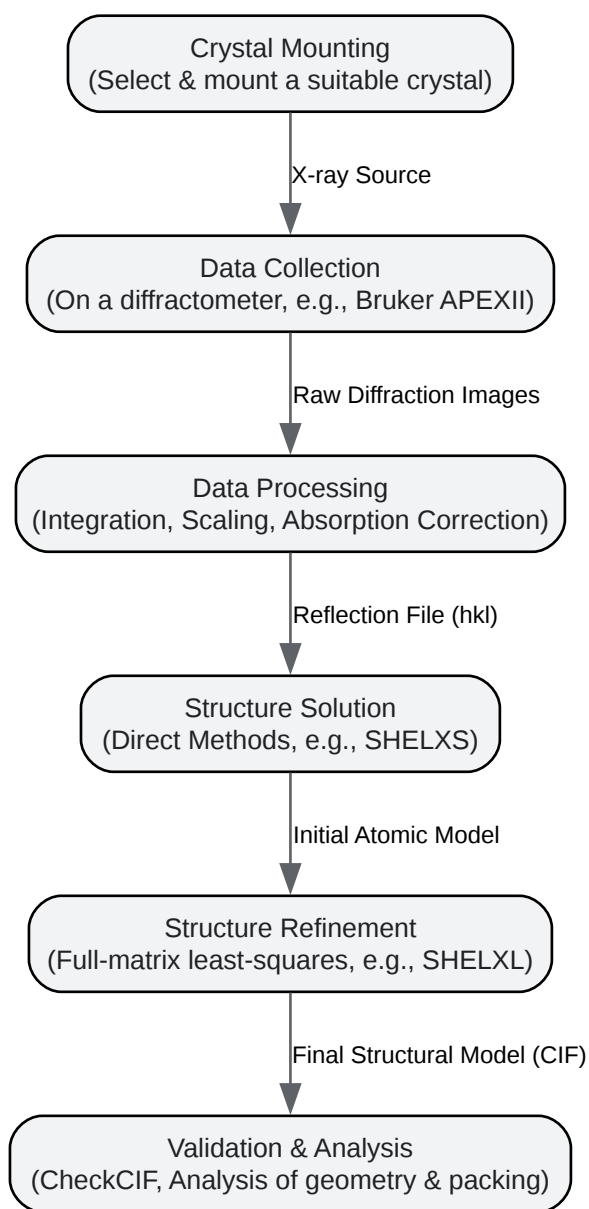 Crystal Mounting
(Select & mount a suitable crystal)
X-ray Source
Data Collection
(On a diffractometer, e.g., Bruker APEXII)
Raw Diffraction Images
Data Processing
(Integration, Scaling, Absorption Correction)
Reflection File (hkl)
Structure Solution
(Direct Methods, e.g., SHELXS)
Initial Atomic Model
Structure Refinement
(Full-matrix least-squares, e.g., SHELXL)
Final Structural Model (CIF)
Validation & Analysis
(CheckCIF, Analysis of geometry & packing)